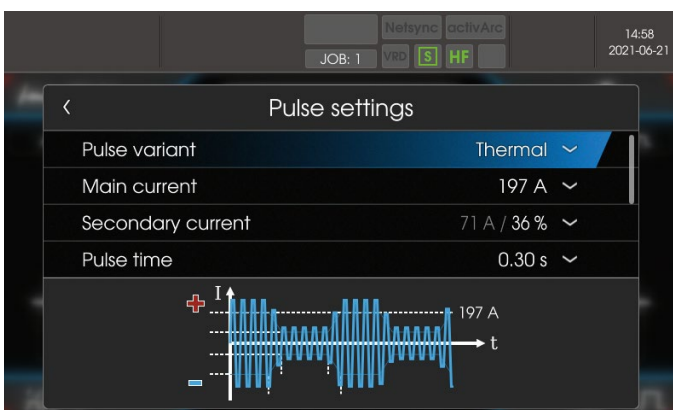 Netsync activArc
14:58
JOB: 1 VRD S HF
2021-06-21
Pulse settings
Pulse variant Thermal
Main current 197 A
Secondary current 71 A / 36 %
Pulse time 0.30 s
I
197 A
t